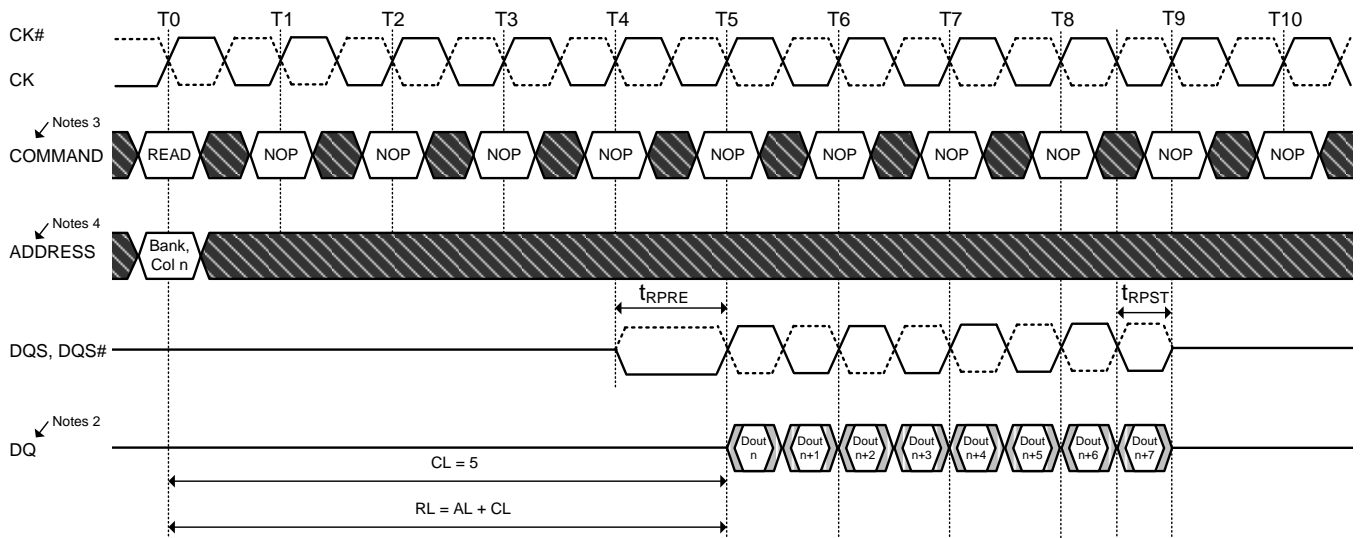 T0 T1 T2 T3 T4 T5 T6 T7 T8 T9 T10
CK#
CK
Notes 3
COMMAND READ NOP NOP NOP NOP NOP NOP NOP NOP NOP NOP
Notes 4
ADDRESS
Bank,
Col n
tRPRE tRPST
DQS, DQS#
Notes 2
DQ
Dout n
Dout n+1
Dout n+2
Dout n+3
Dout n+4
Dout n+5
Dout n+6
Dout n+7
CL = 5
RL = AL + CL